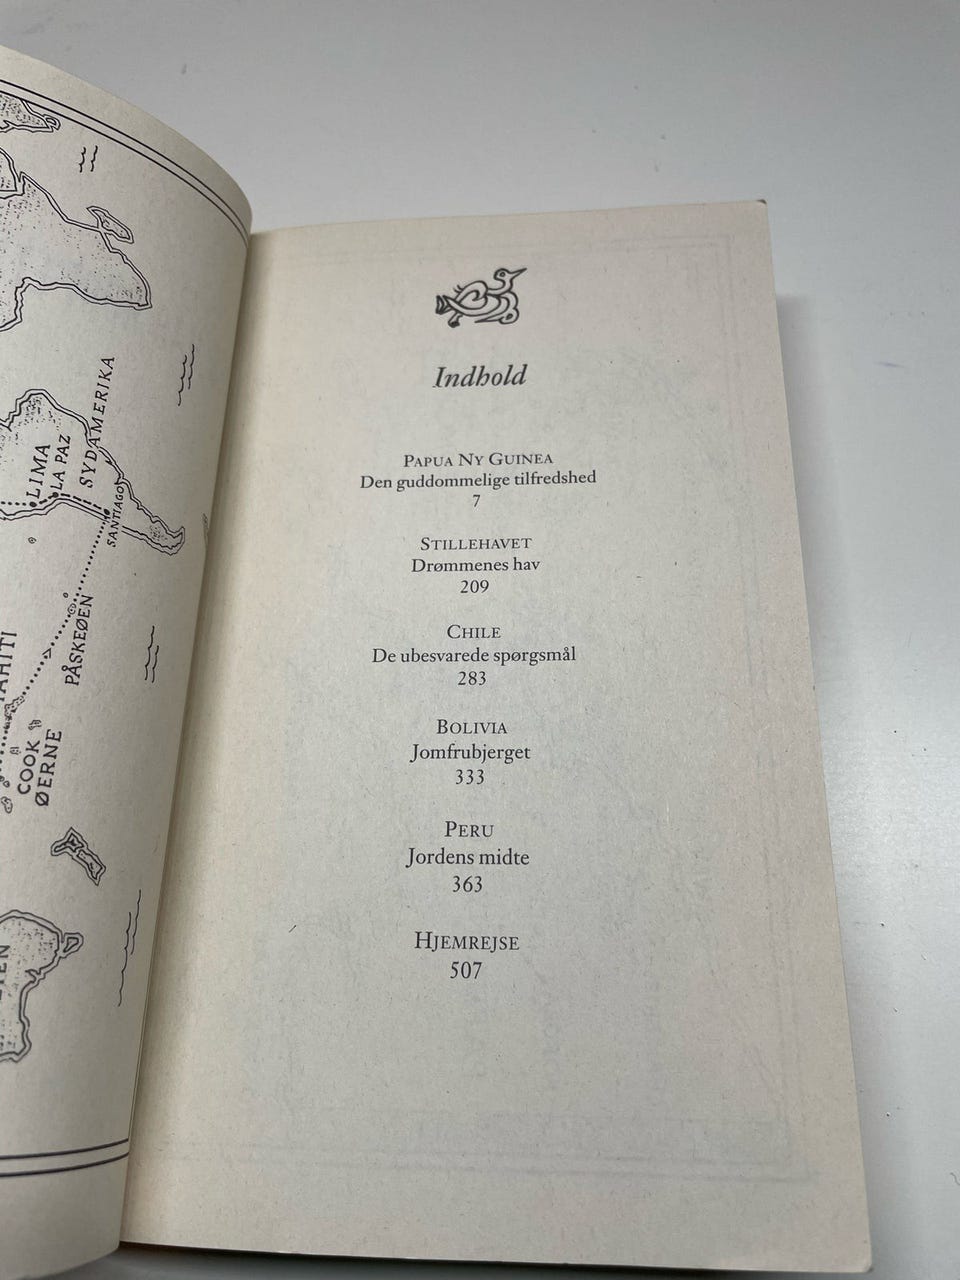 LIMA
LA PAZ
SYDAMERIKA
SANTIAGO
PÅSKEØEN
COOK
ØERNE
Indhold
PAPUA NY GUINEA
Den guddommelige tilfredshed
7
STILLEHAVET
Drømmenes hav
209
CHILE
De ubesvarede spørgsmål
283
BOLIVIA
Jomfrubjerget
333
PERU
Jordens midte
363
HJEMREJSE
507